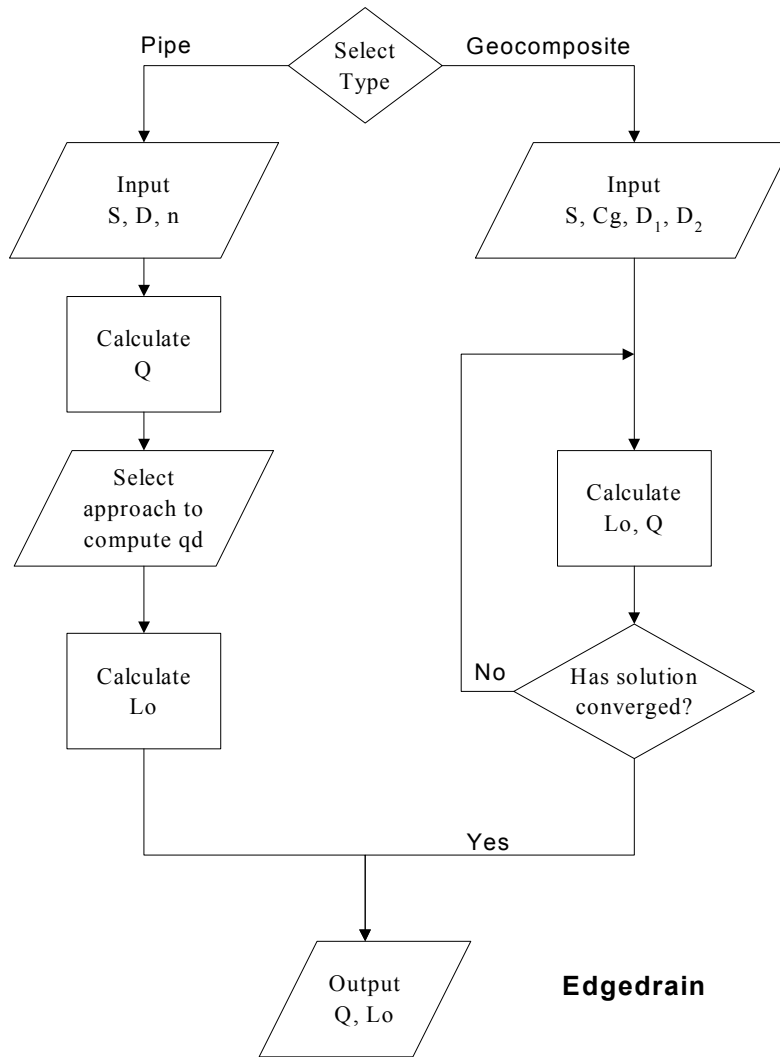 Pipe
Select
Type
Geocomposite
Input
S, D, n
Input
S, Cg, D₁, D₂
Calculate
Q
Select
approach to
compute qd
Calculate
Lo, Q
Calculate
Lo
No
Has solution
converged?
Yes
Output
Q, Lo
Edgedrain